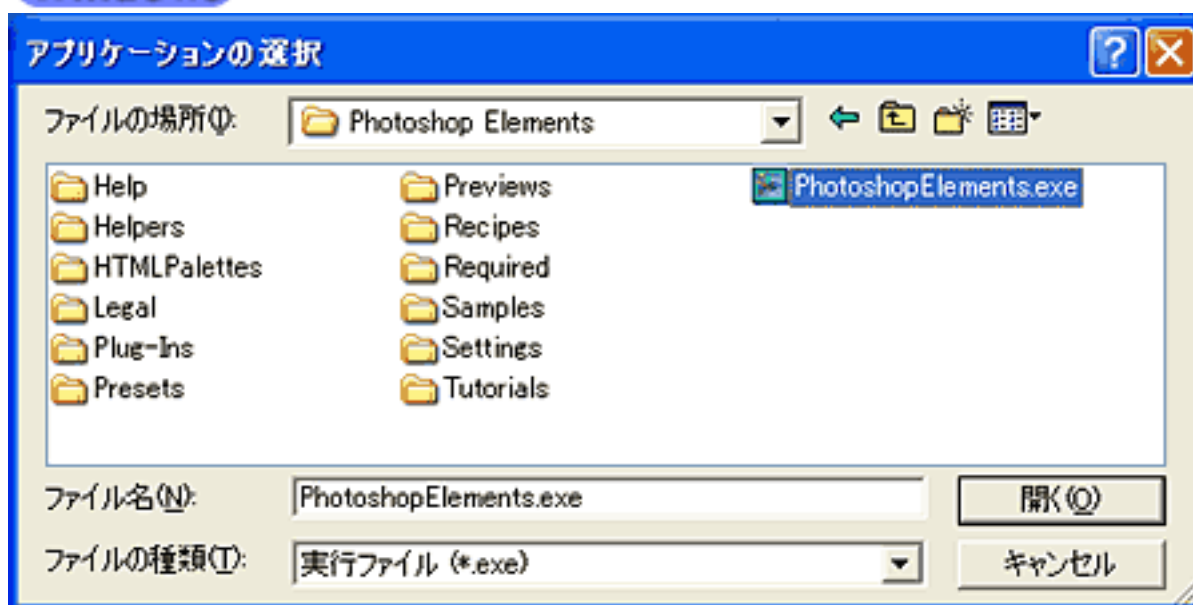 アプリケーションの選択
ファイルの場所(I):
Photoshop Elements
Help
Helpers
HTMLPalettes
Legal
Plug-Ins
Presets
Previews
Recipes
Required
Samples
Settings
Tutorials
PhotoshopElements.exe
ファイル名(N):
PhotoshopElements.exe
開く(O)
ファイルの種類(T):
実行ファイル (*.exe)
キャンセル